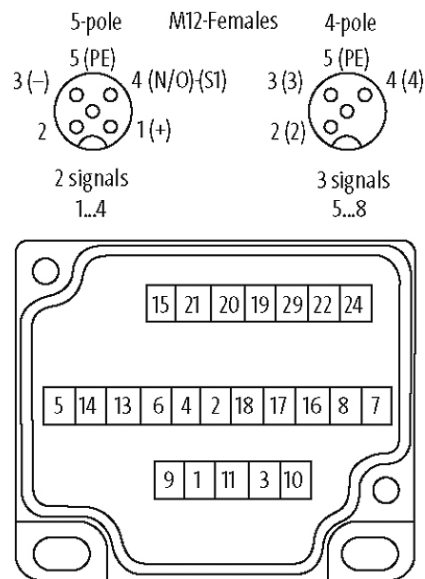 5-pole M12-Females 4-pole
5 (PE) 5 (PE)
3 (–) 4 (N/O)-(S1) 3 (3) 4 (4)
2 1 (+) 2 (2)
2 signals 3 signals
1...4 5...8
15 21 20 19 29 22 24
5 14 13 6 4 2 18 17 16 8 7
9 1 11 3 10